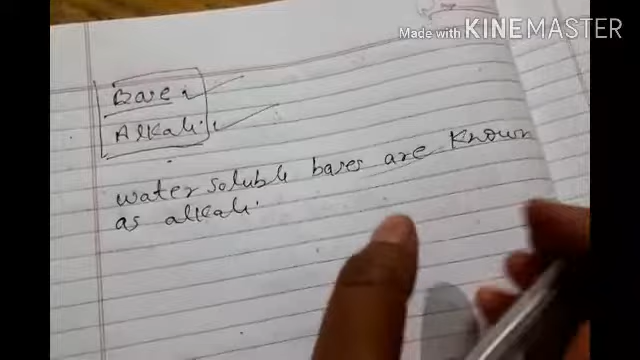 Made with KINEMASTER
Base
Alkali
water soluble bases are known
as alkali.